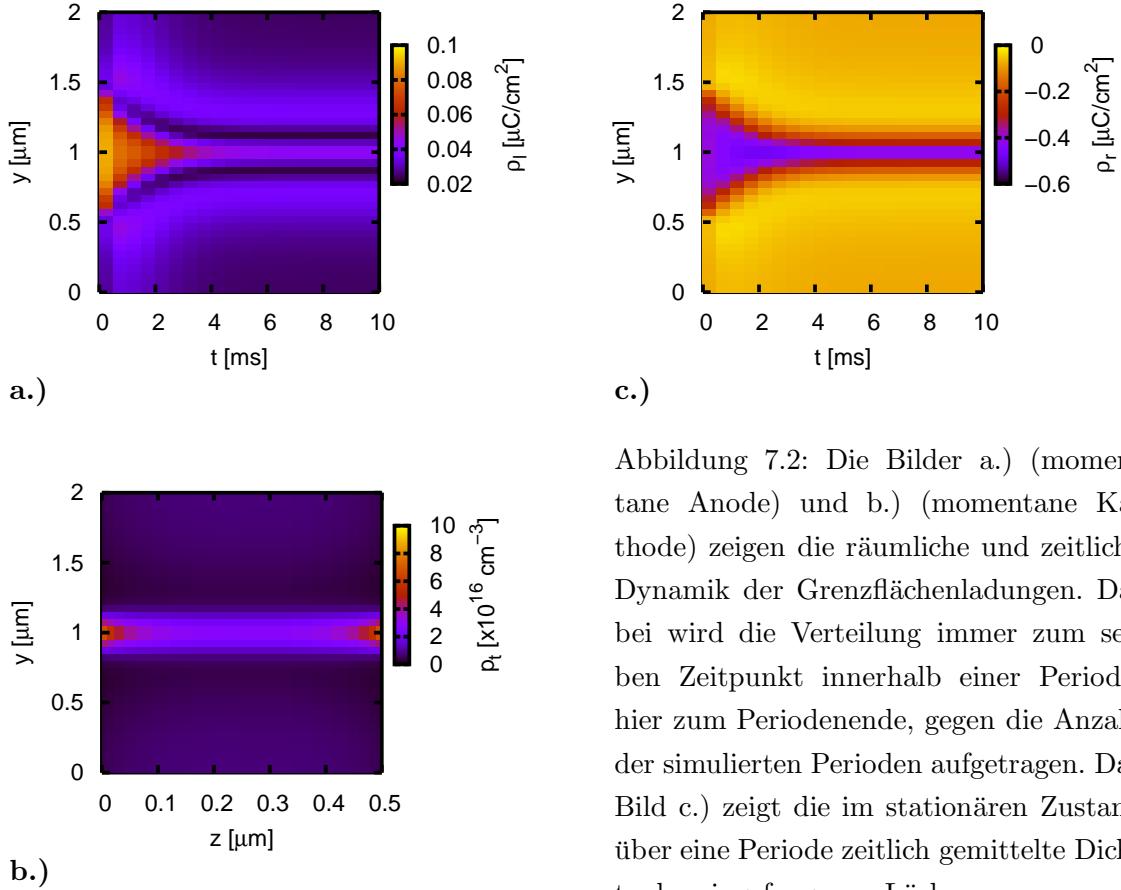 2
1.5
1
0.5
0
y [μm]
0 2 4 6 8 10
t [ms]
0.1
0.08
0.06
0.04
0.02
ρl [μC/cm2]
a.)
2
1.5
1
0.5
0
y [μm]
0 2 4 6 8 10
t [ms]
0
−0.2
−0.4
−0.6
ρr [μC/cm2]
c.)
2
1.5
1
0.5
0
y [μm]
0 0.1 0.2 0.3 0.4 0.5
z [μm]
10
8
6
4
2
0
pt [x10^16 cm−3]
b.)
Abbildung 7.2: Die Bilder a.) (momen
tane Anode) und b.) (momentane Ka
thode) zeigen die räumliche und zeitlich
Dynamik der Grenzflächenladungen. Da
bei wird die Verteilung immer zum se
ben Zeitpunkt innerhalb einer Period
hier zum Periodenende, gegen die Anzah
der simulierten Perioden aufgetragen. Da
Bild c.) zeigt die im stationären Zustan
über eine Periode zeitlich gemittelte Dich